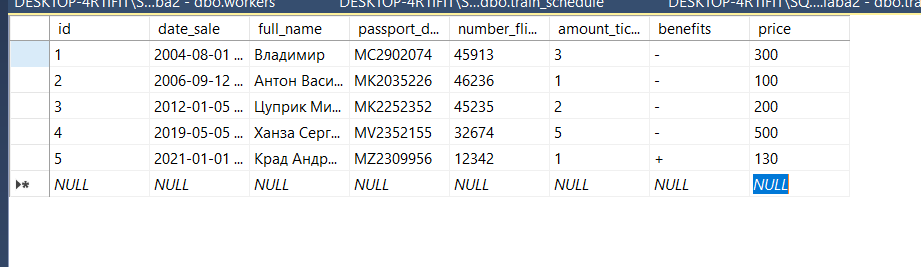 DESKTOP-4RTIFIT\S...ba2 - dbo.workers DESKTOP-4RTIFIT\S...dbo.train_schedule DESKTOP-4RTIFIT\SQ....laba2 - dbo.trai
id date_sale full_name passport_d... number_fli... amount_tic... benefits price
1 2004-08-01 ... Владимир MC2902074 45913 3 - 300
2 2006-09-12 ... Антон Васи... MK2035226 46236 1 - 100
3 2012-01-05 ... Цуприк Ми... MK2252352 45235 2 - 200
4 2019-05-05 ... Ханза Серг... MV2352155 32674 5 - 500
5 2021-01-01 ... Крад Андр... MZ2309956 12342 1 + 130
NULL NULL NULL NULL NULL NULL NULL NULL